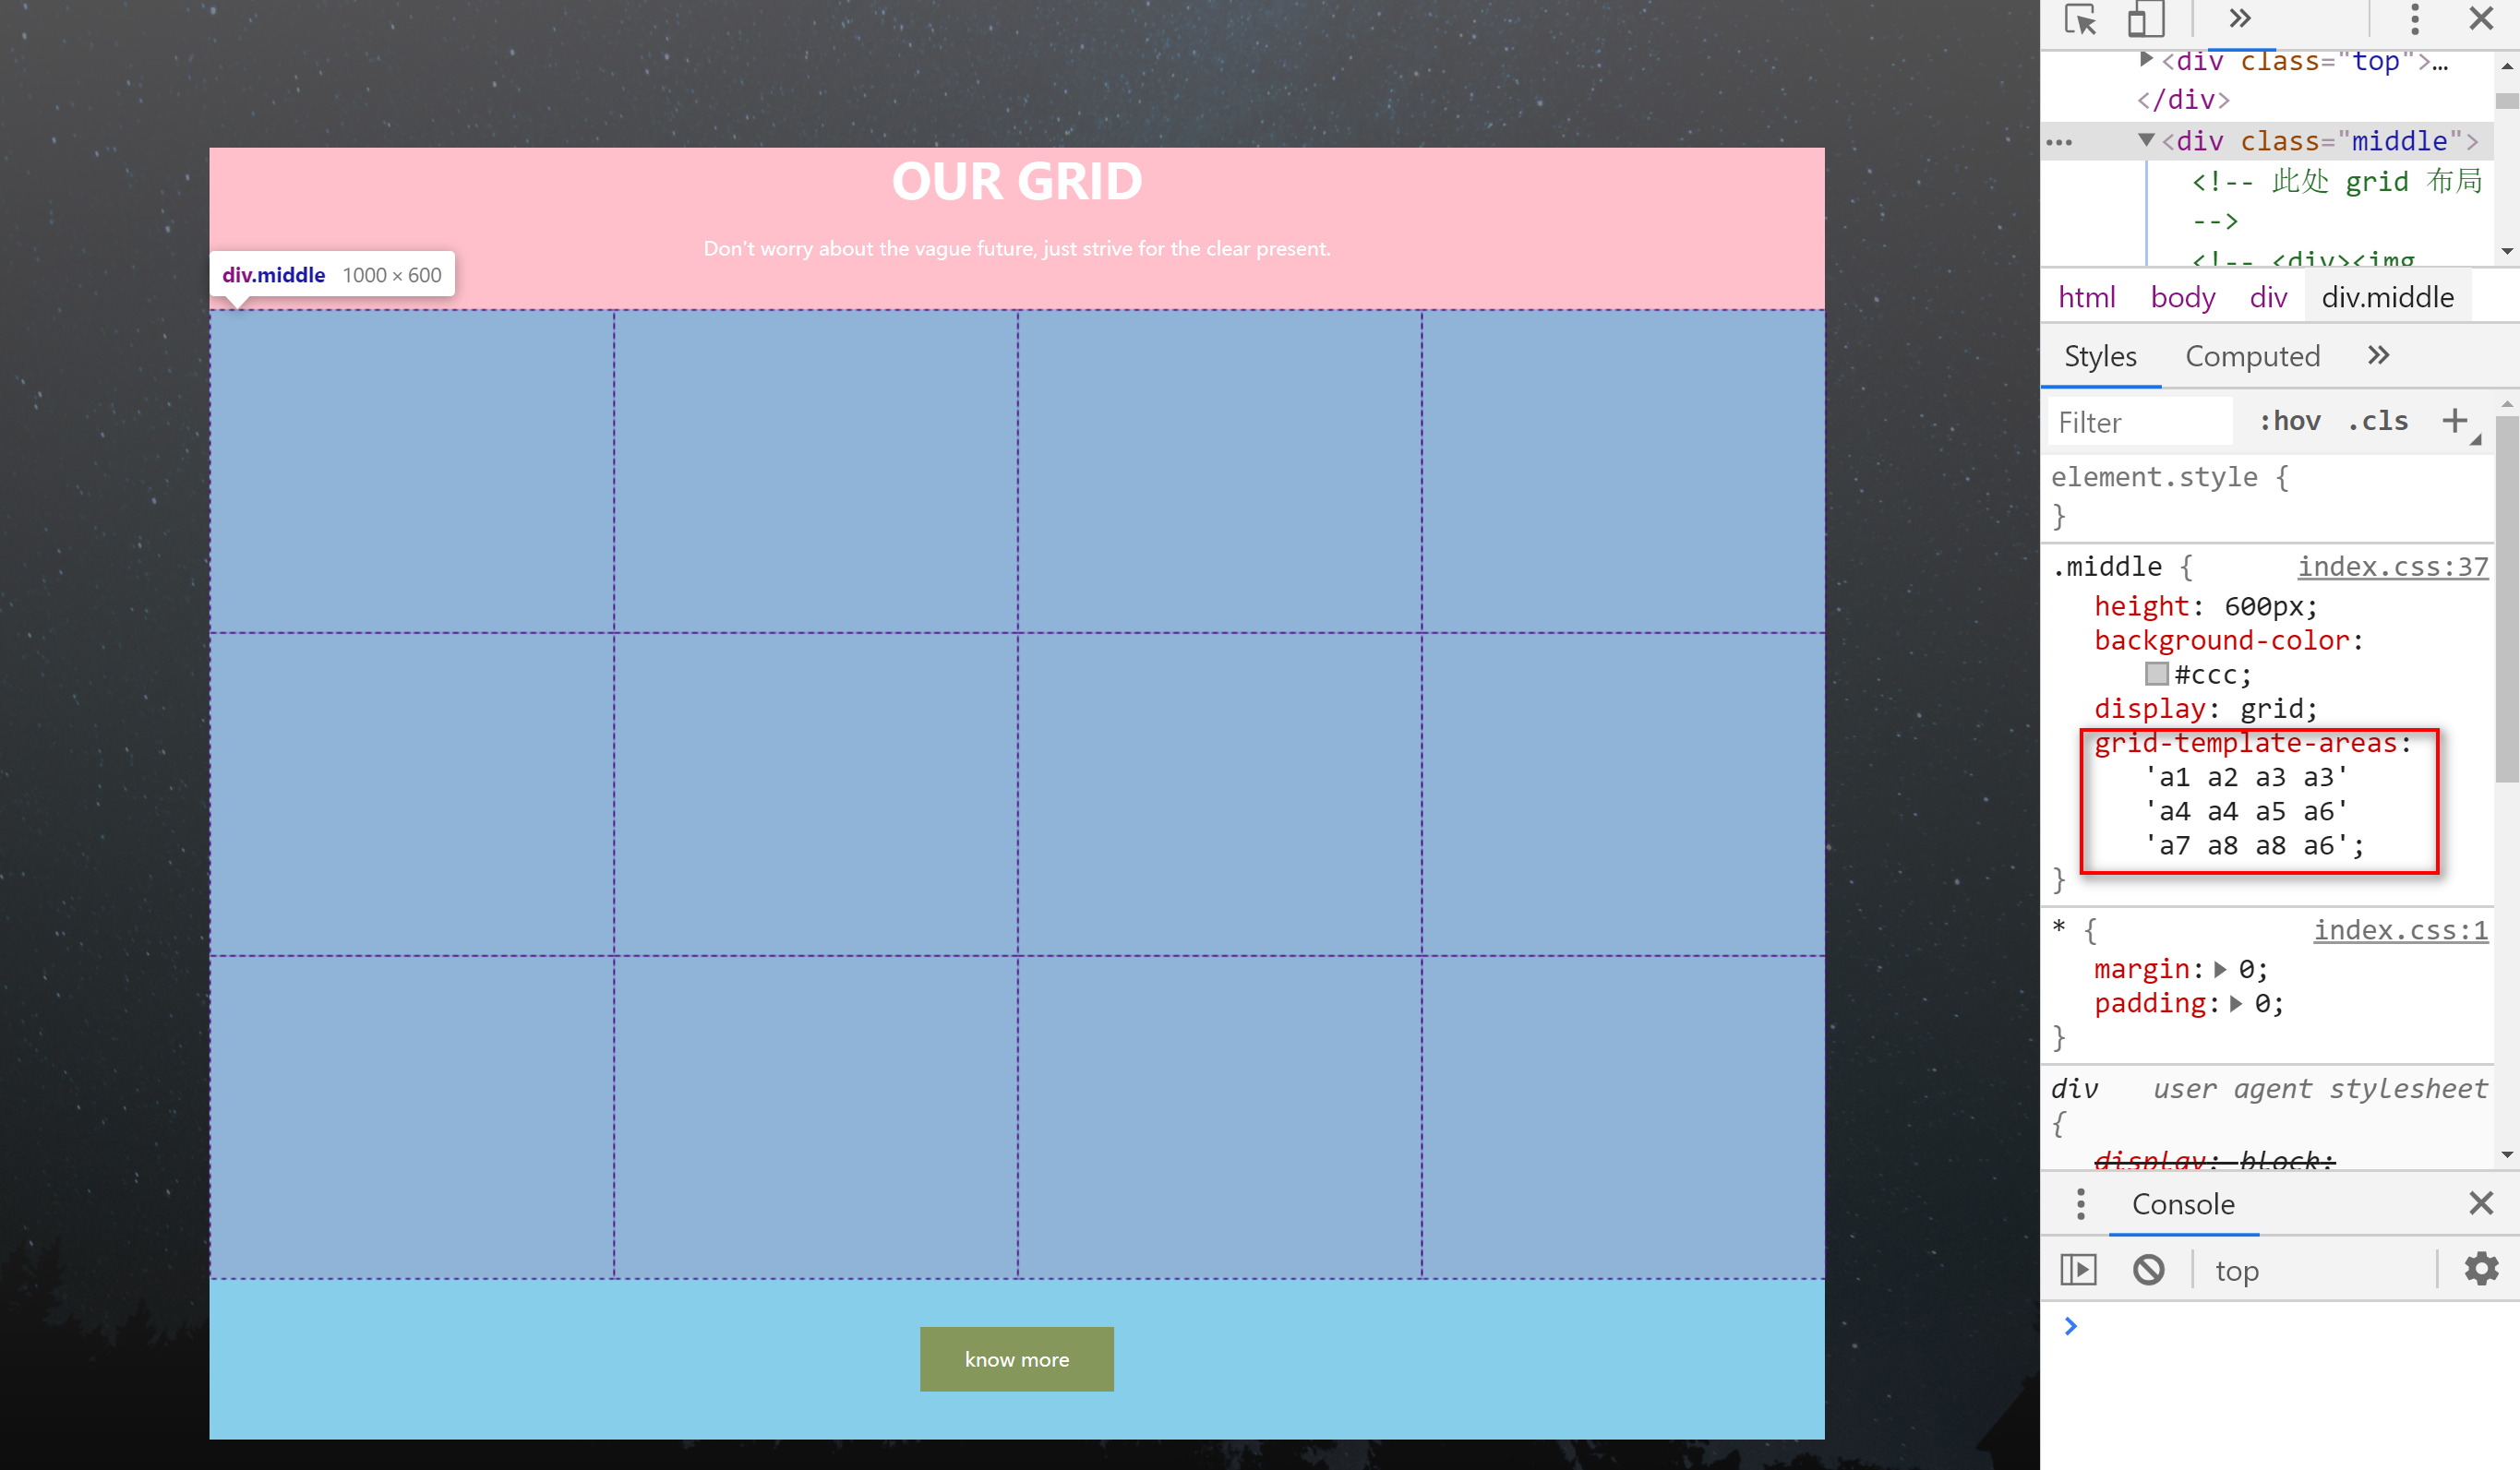 OUR GRID
Don't worry about the vague future, just strive for the clear present.
div.middle 1000 × 600
know more
<div class="top">…
</div>
<div class="middle">
<!-- 此处 grid 布局
-->
<!-- <div><img
html body div div.middle
Styles Computed
Filter :hov .cls
element.style {
}
.middle { index.css:37
height: 600px;
background-color:
#ccc;
display: grid;
grid-template-areas:
'a1 a2 a3 a3'
'a4 a4 a5 a6'
'a7 a8 a8 a6';
}
* { index.css:1
margin: 0;
padding: 0;
}
div user agent stylesheet
{
display: block;
Console
top